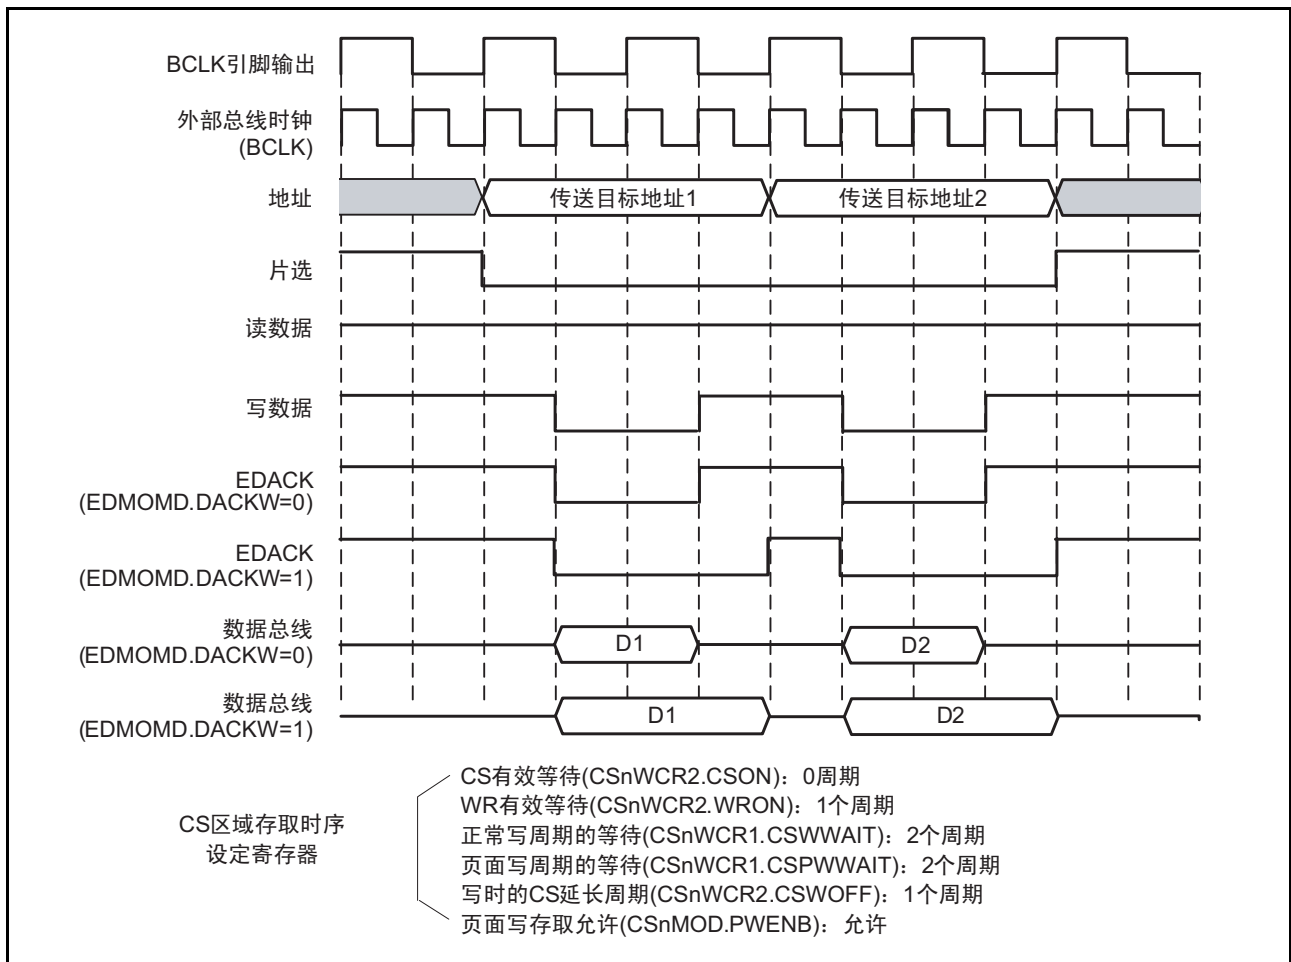 BCLK引脚输出
外部总线时钟
(BCLK)
地址
传送目标地址1
传送目标地址2
片选
读数据
写数据
EDACK
(EDMOMD.DACKW=0)
EDACK
(EDMOMD.DACKW=1)
数据总线
(EDMOMD.DACKW=0)
D1
D2
数据总线
(EDMOMD.DACKW=1)
D1
D2
CS区域存取时序
设定寄存器
CS有效等待(CSnWCR2.CSON)：0周期
WR有效等待(CSnWCR2.WRON)：1个周期
正常写周期的等待(CSnWCR1.CSWWAIT)：2个周期
页面写周期的等待(CSnWCR1.CSPWWAIT)：2个周期
写时的CS延长周期(CSnWCR2.CSWOFF)：1个周期
页面写存取允许(CSnMOD.PWENB)：允许